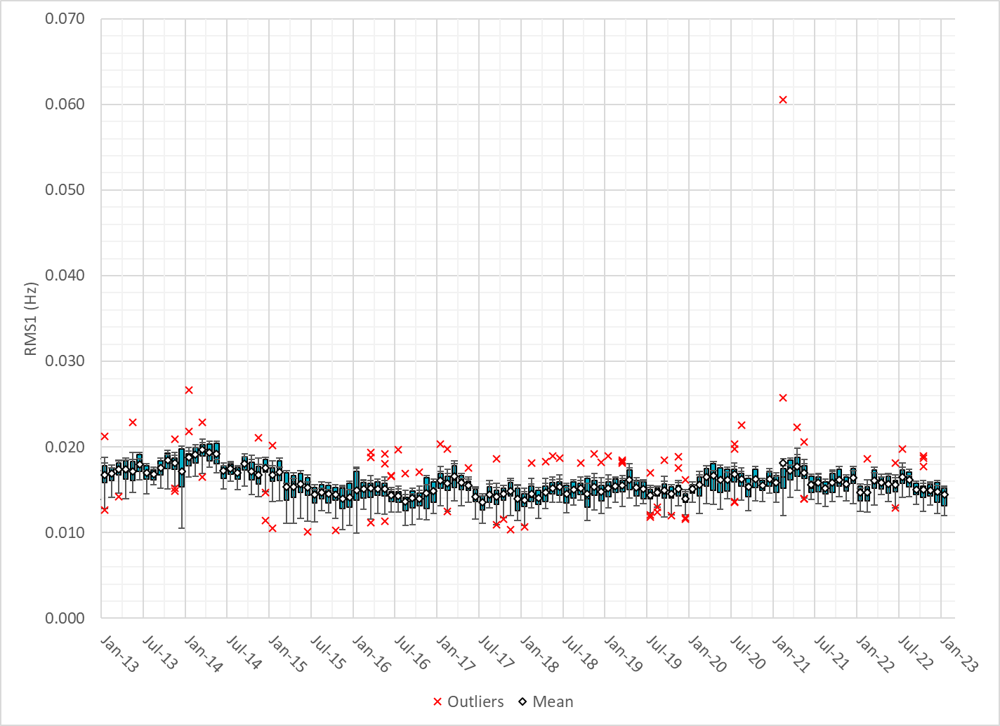 0.070
0.060
0.050
0.040
0.030
0.020
0.010
0.000
RMS1 (Hz)
Jan-13
Jul-13
Jan-14
Jul-14
Jan-15
Jul-15
Jan-16
Jul-16
Jan-17
Jul-17
Jan-18
Jul-18
Jan-19
Jul-19
Jan-20
Jul-20
Jan-21
Jul-21
Jan-22
Jul-22
Jan-23
Outliers Mean